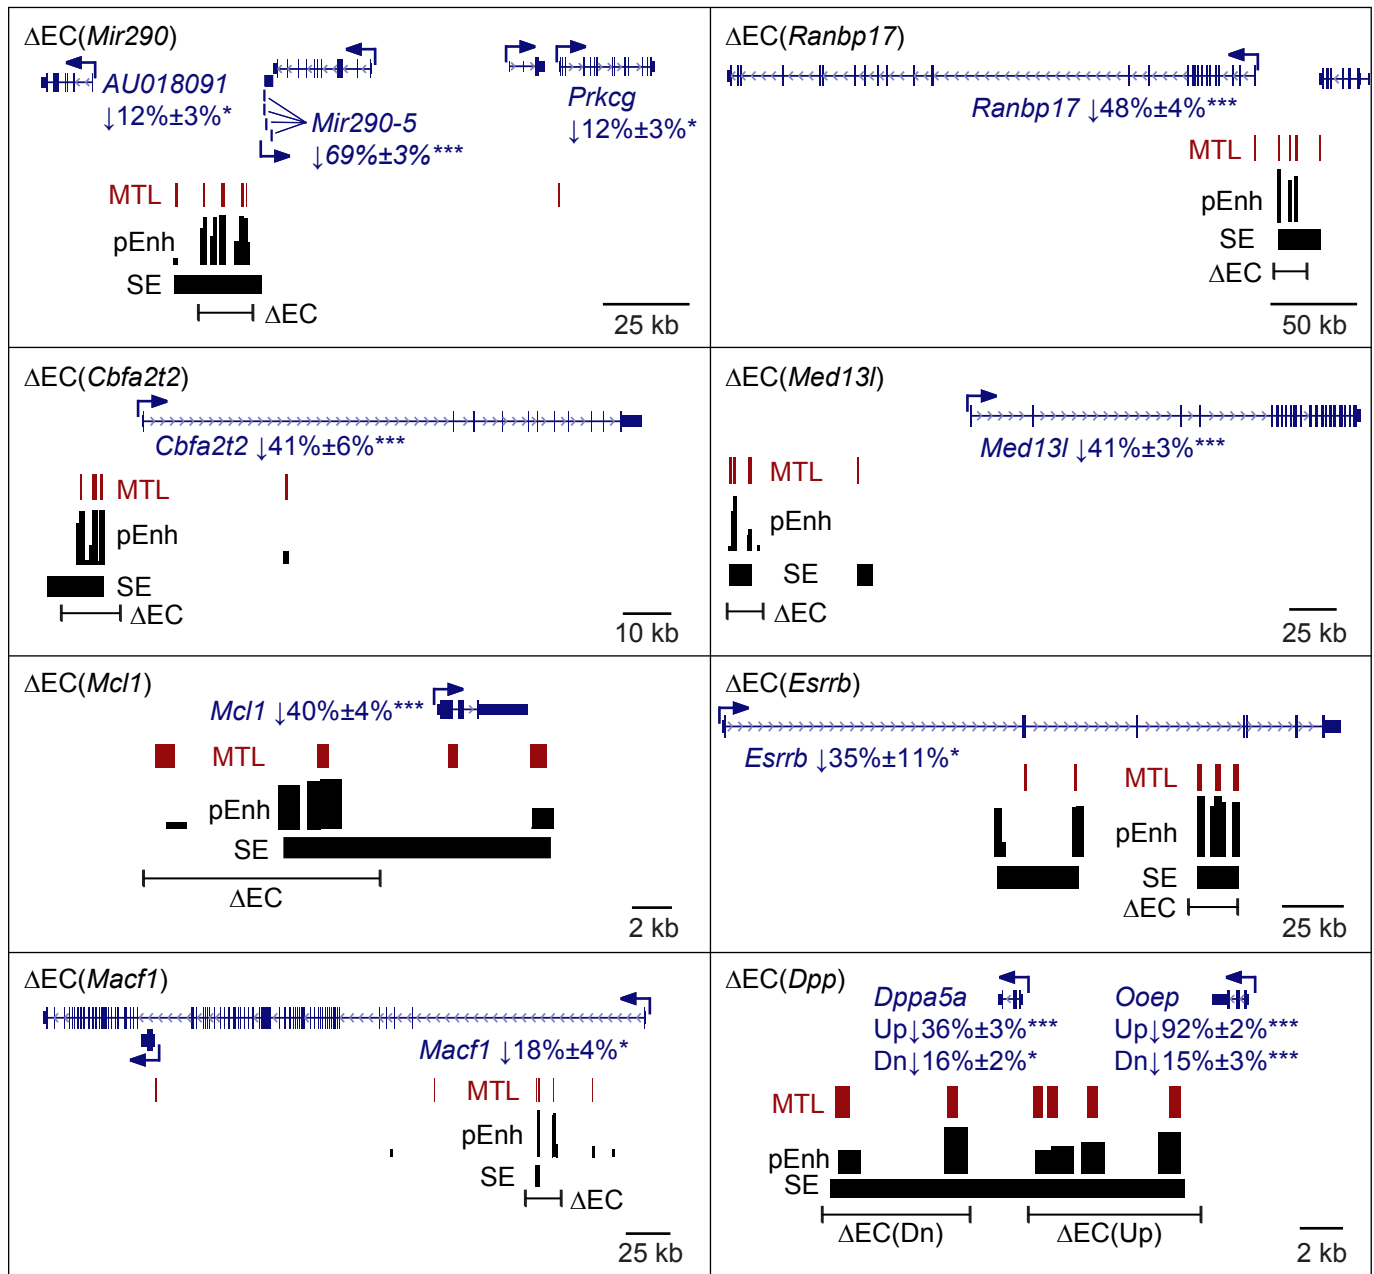 ΔEC(Mir290)
AU018091
↓12%±3%*
Mir290-5
↓69%±3%***
Prkcg
↓12%±3%*
MTL
pEnh
SE
ΔEC
25 kb
ΔEC(Ranbp17)
Ranbp17 ↓48%±4%***
MTL
pEnh
SE
ΔEC
50 kb
ΔEC(Cbfa2t2)
Cbfa2t2 ↓41%±6%***
MTL
pEnh
SE
ΔEC
10 kb
ΔEC(Med13l)
Med13l ↓41%±3%***
MTL
pEnh
SE
ΔEC
25 kb
ΔEC(Mcl1)
Mcl1 ↓40%±4%***
MTL
pEnh
SE
ΔEC
2 kb
ΔEC(Esrrb)
Esrrb ↓35%±11%*
MTL
pEnh
SE
ΔEC
25 kb
ΔEC(Macf1)
Macf1 ↓18%±4%*
MTL
pEnh
SE
ΔEC
25 kb
ΔEC(Dpp)
Dppa5a
Up↓36%±3%***
Dn↓16%±2%*
Ooep
Up↓92%±2%***
Dn↓15%±3%***
MTL
pEnh
SE
ΔEC(Dn)
ΔEC(Up)
2 kb